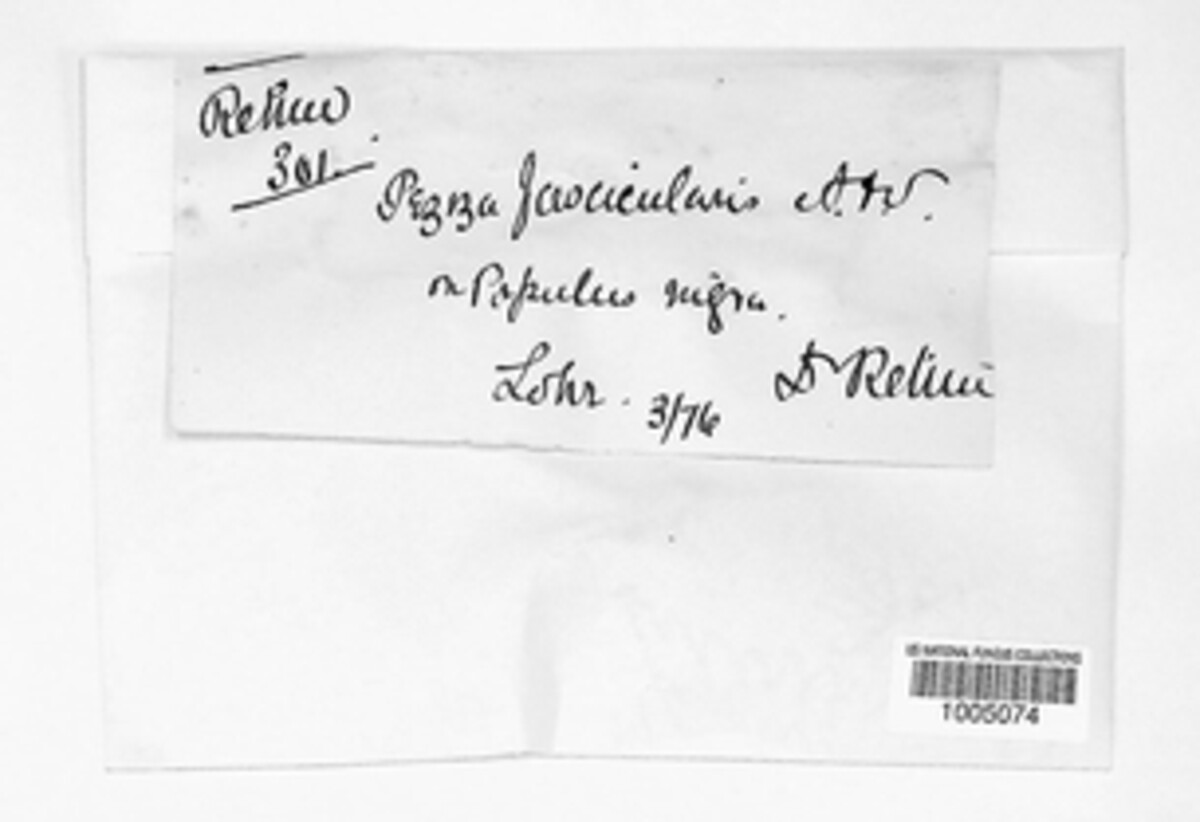 Rehm
301.
Peziza fascicularis A. & W.
on Populus nigra.
Lohr. 3/76 Dr Rehm
US NATIONAL FUNGUS COLLECTIONS
1005074